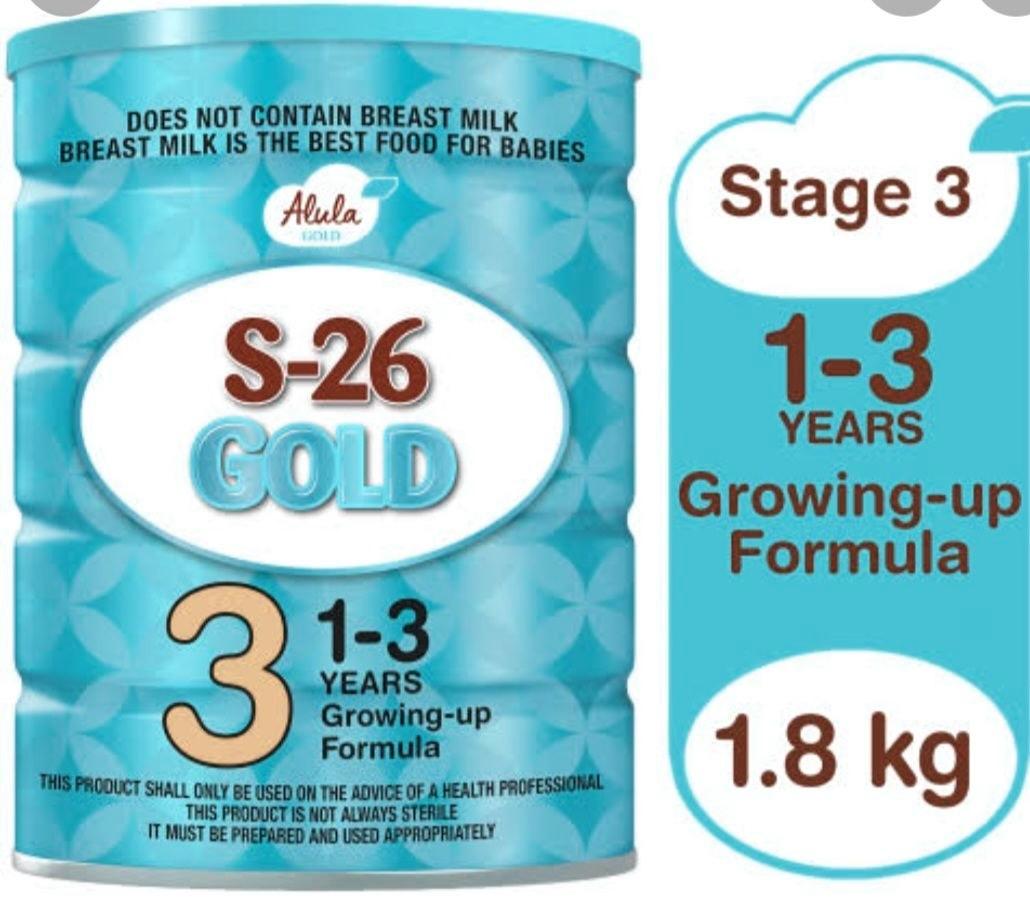 DOES NOT CONTAIN BREAST MILK
BREAST MILK IS THE BEST FOOD FOR BABIES
Alula
GOLD
S-26
GOLD
3
1-3
YEARS
Growing-up
Formula
THIS PRODUCT SHALL ONLY BE USED ON THE ADVICE OF A HEALTH PROFESSIONAL
THIS PRODUCT IS NOT ALWAYS STERILE
IT MUST BE PREPARED AND USED APPROPRIATELY
Stage 3
1-3
YEARS
Growing-up
Formula
1.8 kg